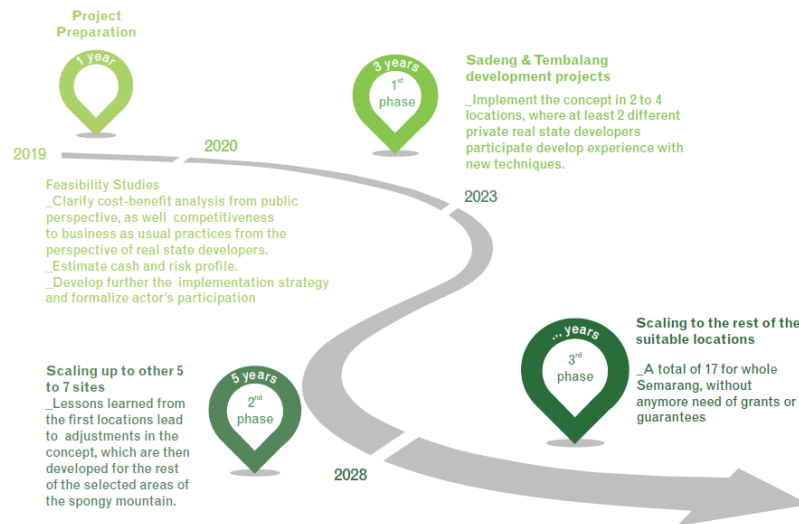 Project
Preparation
1 year
2019
2020
Feasibility Studies
_Clarify cost-benefit analysis from public
perspective, as well competitiveness
to business as usual practices from the
perspective of real state developers.
_Estimate cash and risk profile.
_Develop further the implementation strategy
and formalize actor's participation
3 years
1st
phase
Sadeng & Tembalang
development projects
_Implement the concept in 2 to 4
locations, where at least 2 different
private real state developers
participate develop experience with
new techniques.
2023
Scaling up to other 5
to 7 sites
_Lessons learned from
the first locations lead
to adjustments in the
concept, which are then
developed for the rest
of the selected areas of
the spongy mountain.
5 years
2nd
phase
2028
... years
3rd
phase
Scaling to the rest of the
suitable locations
_A total of 17 for whole
Semarang, without
anymore need of grants or
guarantees